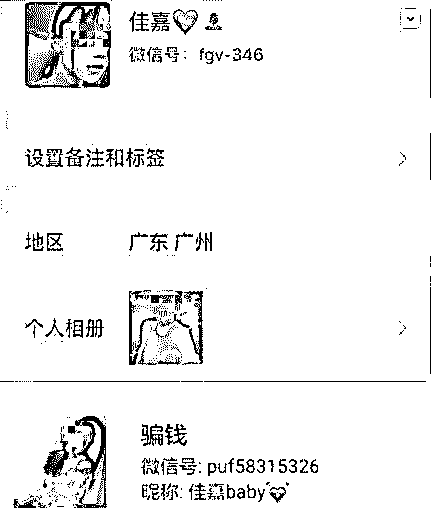 佳嘉
微信号：fgv-346
设置备注和标签
地区 广东 广州
个人相册
骗钱
微信号: puf58315326
昵称: 佳嘉baby